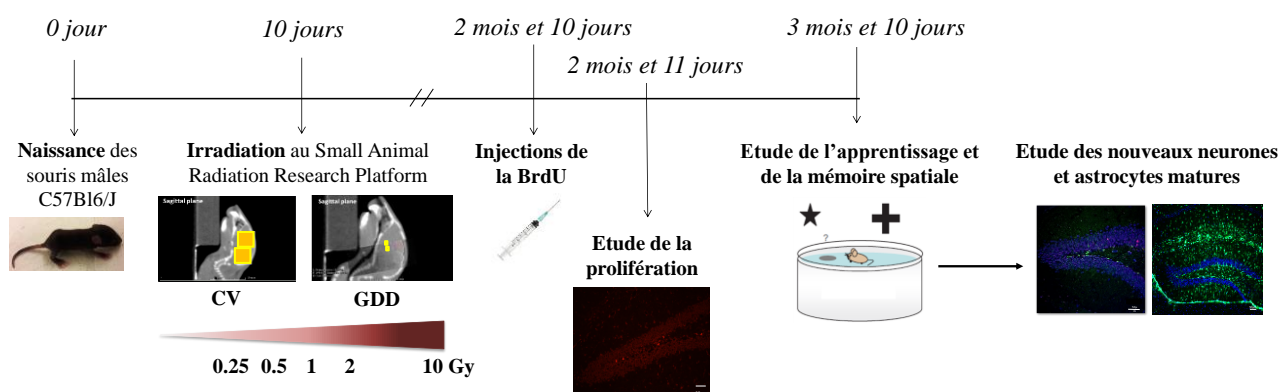 0 jour
10 jours
2 mois et 10 jours
3 mois et 10 jours
2 mois et 11 jours
Naissance des
souris mâles
C57Bl6/J
Irradiation au Small Animal
Radiation Research Platform
Sagittal plane
Sagittal plane
CV
GDD
0.25 0.5 1 2 10 Gy
Injections de
la BrdU
Etude de la
prolifération
Etude de l'apprentissage et
de la mémoire spatiale
?
Etude des nouveaux neurones
et astrocytes matures